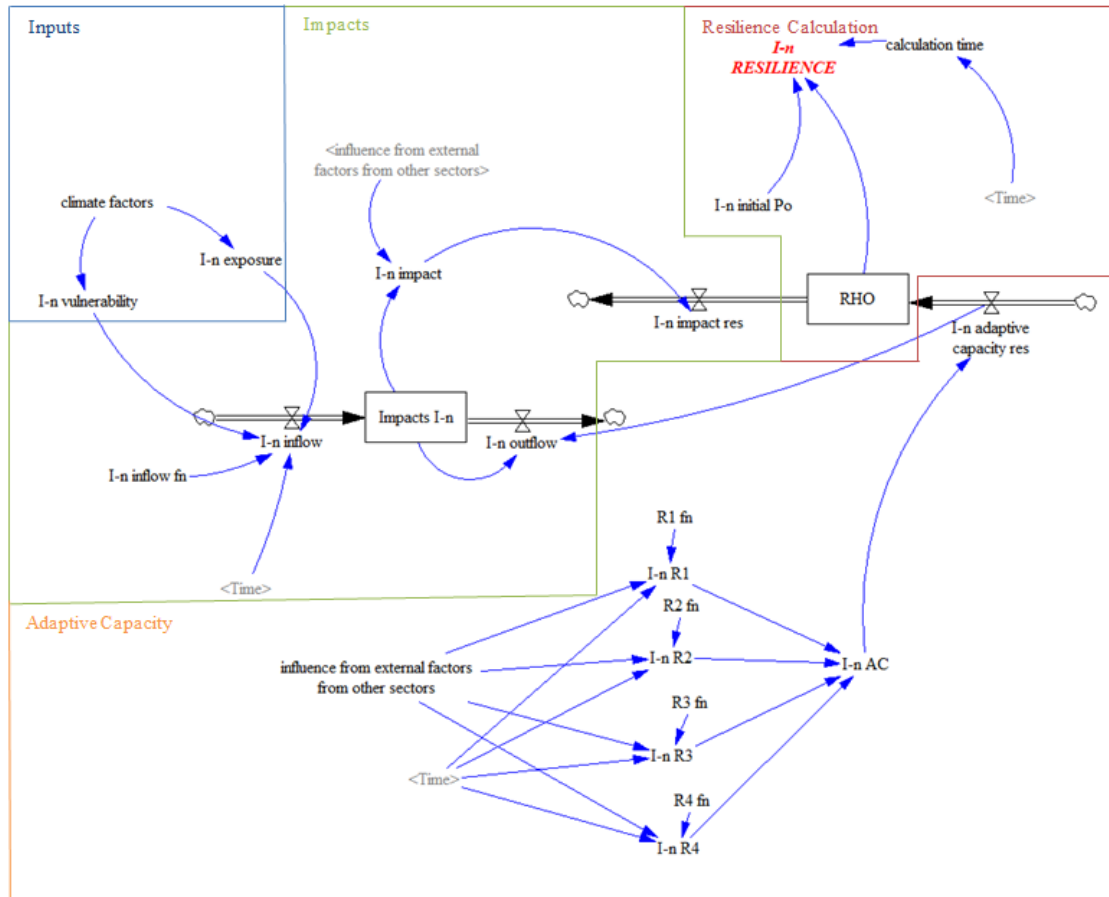 Inputs
Impacts
Resilience Calculation
I-n
RESILIENCE
calculation time
<influence from external
factors from other sectors>
climate factors
I-n initial Po
<Time>
I-n exposure
I-n impact
I-n vulnerability
RHO
I-n impact res
I-n adaptive
capacity res
Impacts I-n
I-n inflow
I-n outflow
I-n inflow fn
R1 fn
<Time>
I-n R1
R2 fn
Adaptive Capacity
influence from external factors
from other sectors
I-n R2
I-n AC
R3 fn
I-n R3
<Time>
R4 fn
I-n R4